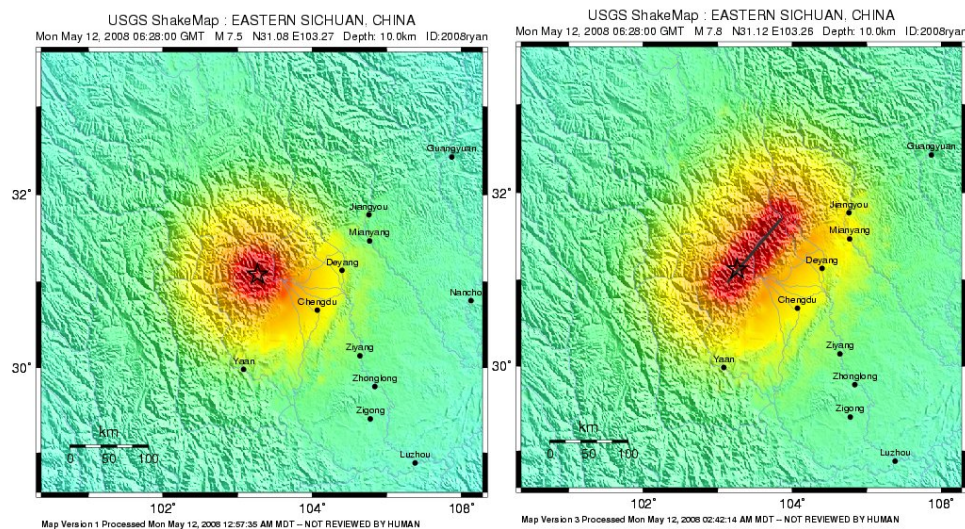 USGS ShakeMap : EASTERN SICHUAN, CHINA
Mon May 12, 2008 06:28:00 GMT M 7.5 N31.08 E103.27 Depth: 10.0km ID:2008ryan
Guangyuan
32°
Jiangyou
Mianyang
Deyang
Nancho
Chengdu
Ziyang
30°
Yaan
Zhonglong
Zigong
km
0 50 100
Luzhou
102° 104° 106°
Map Version 1 Processed Mon May 12, 2008 12:57:35 AM MDT -- NOT REVIEWED BY HUMAN
USGS ShakeMap : EASTERN SICHUAN, CHINA
Mon May 12, 2008 06:28:00 GMT M 7.8 N31.12 E103.26 Depth: 10.0km ID:2008ryan
Guangyuan
32°
Jiangyou
Mianyang
Deyang
Chengdu
Ziyang
30°
Yaan
Zhonglong
Zigong
km
0 50 100
Luzhou
102° 104° 106°
Map Version 3 Processed Mon May 12, 2008 02:42:14 AM MDT -- NOT REVIEWED BY HUMAN